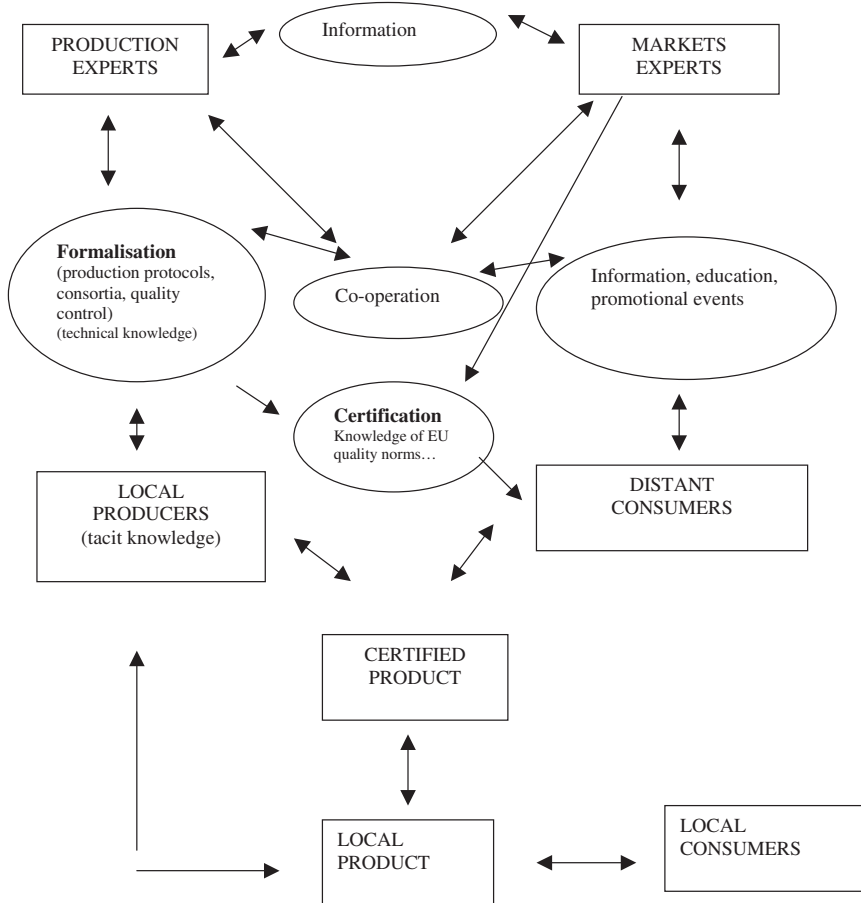 PRODUCTION
EXPERTS
Information
MARKETS
EXPERTS
Formalisation
(production protocols,
consortia, quality
control)
(technical knowledge)
Co-operation
Information, education,
promotional events
Certification
Knowledge of EU
quality norms…
LOCAL
PRODUCERS
(tacit knowledge)
DISTANT
CONSUMERS
CERTIFIED
PRODUCT
LOCAL
PRODUCT
LOCAL
CONSUMERS